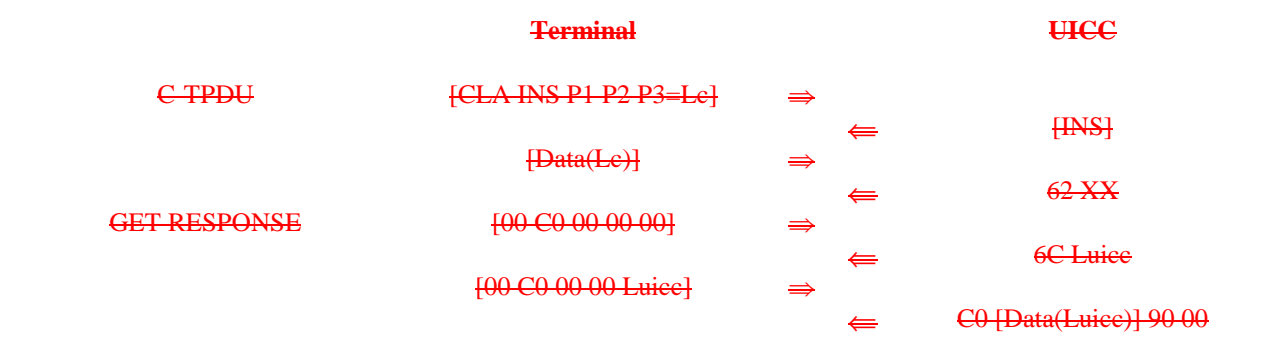 Terminal UICC
C-TPDU [CLA INS P1 P2 P3=Lc] ⇒
⇐ [INS]
[Data(Lc)] ⇒
⇐ 62 XX
GET RESPONSE [00 C0 00 00 00] ⇒
⇐ 6C Luicc
[00 C0 00 00 Luicc] ⇒
⇐ C0 [Data(Luicc)] 90 00